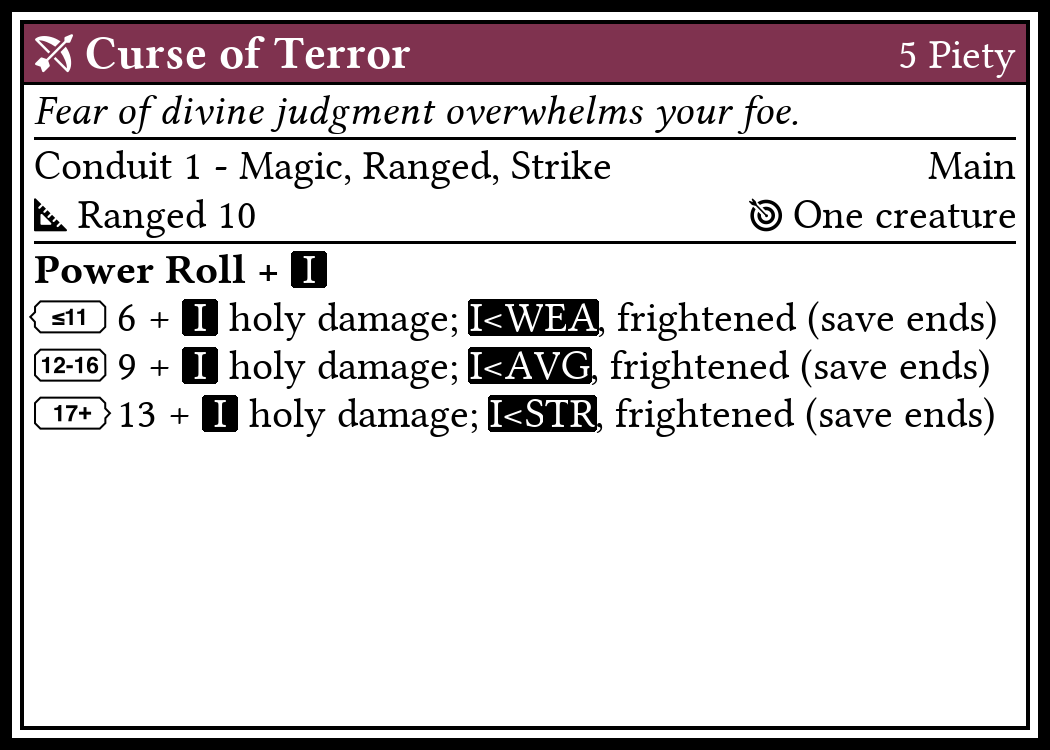 Curse of Terror 5 Piety
Fear of divine judgment overwhelms your foe.
Conduit 1 - Magic, Ranged, Strike Main
Ranged 10 One creature
Power Roll + I
≤11 6 + I holy damage; I<WEA, frightened (save ends)
12-16 9 + I holy damage; I<AVG, frightened (save ends)
17+ 13 + I holy damage; I<STR, frightened (save ends)